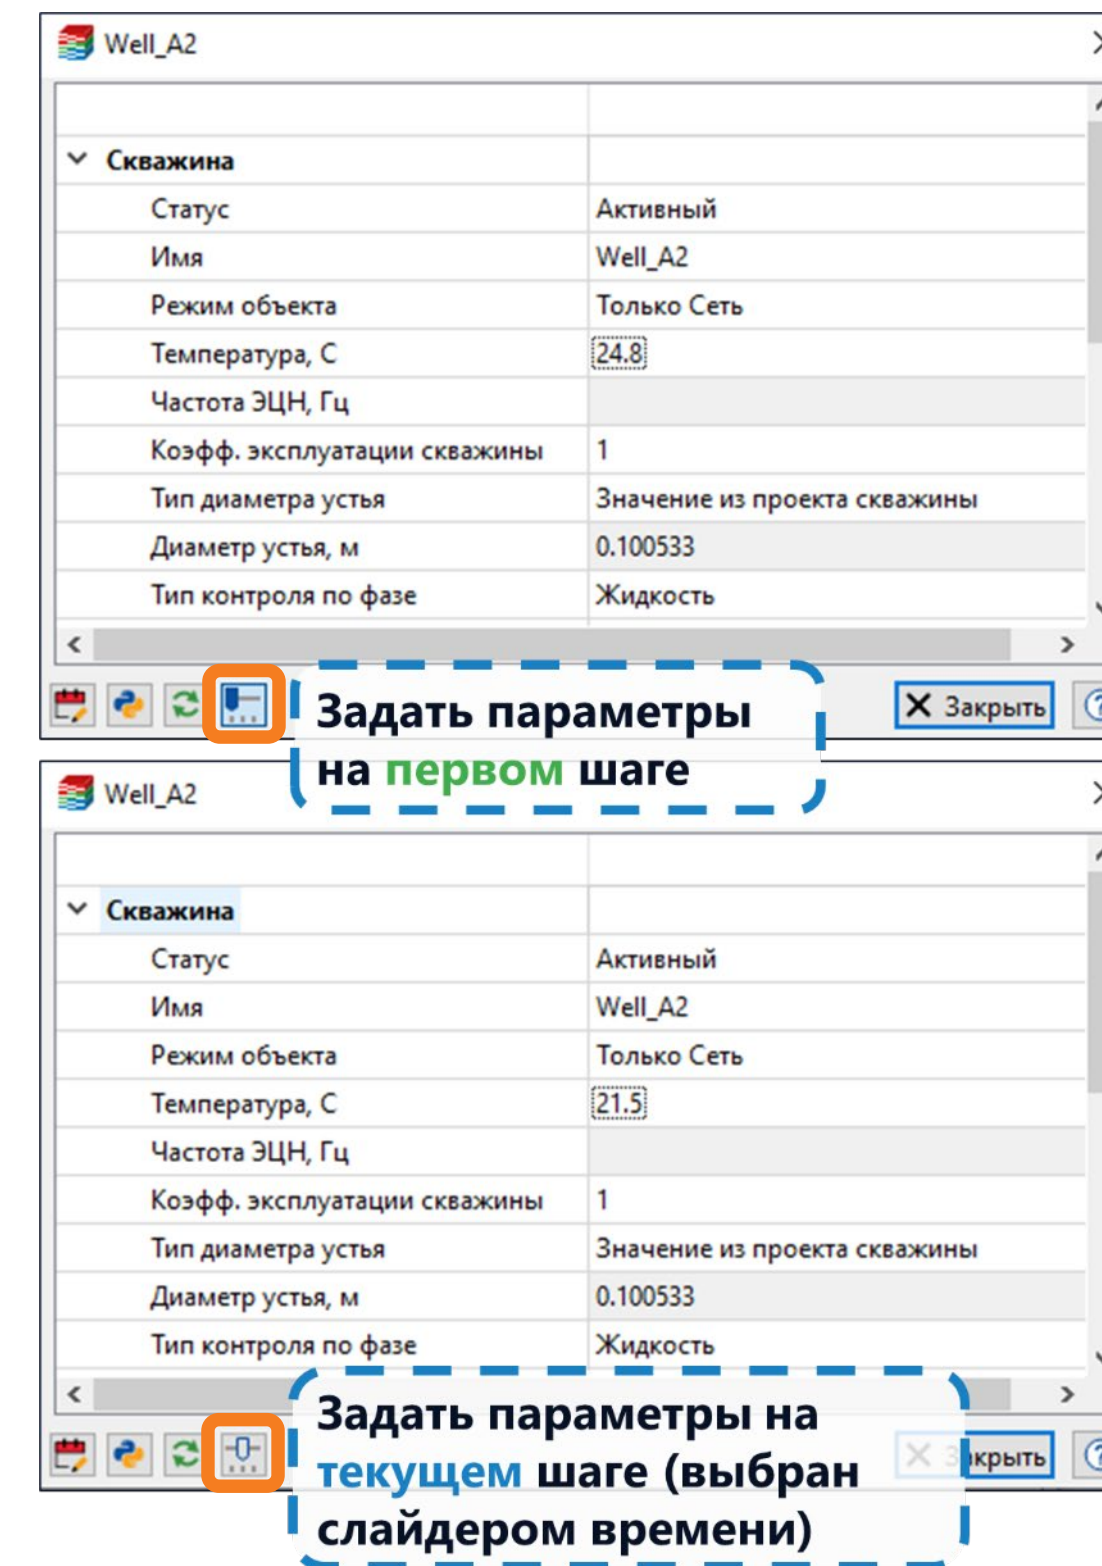 Well_A2
Скважина
Статус Активный
Имя Well_A2
Режим объекта Только Сеть
Температура, С 24.8
Частота ЭЦН, Гц
Коэфф. эксплуатации скважины 1
Тип диаметра устья Значение из проекта скважины
Диаметр устья, м 0.100533
Тип контроля по фазе Жидкость
Задать параметры
на первом шаге
Закрыть
Well_A2
Скважина
Статус Активный
Имя Well_A2
Режим объекта Только Сеть
Температура, С 21.5
Частота ЭЦН, Гц
Коэфф. эксплуатации скважины 1
Тип диаметра устья Значение из проекта скважины
Диаметр устья, м 0.100533
Тип контроля по фазе Жидкость
Задать параметры на
текущем шаге (выбран
слайдером времени)
Закрыть